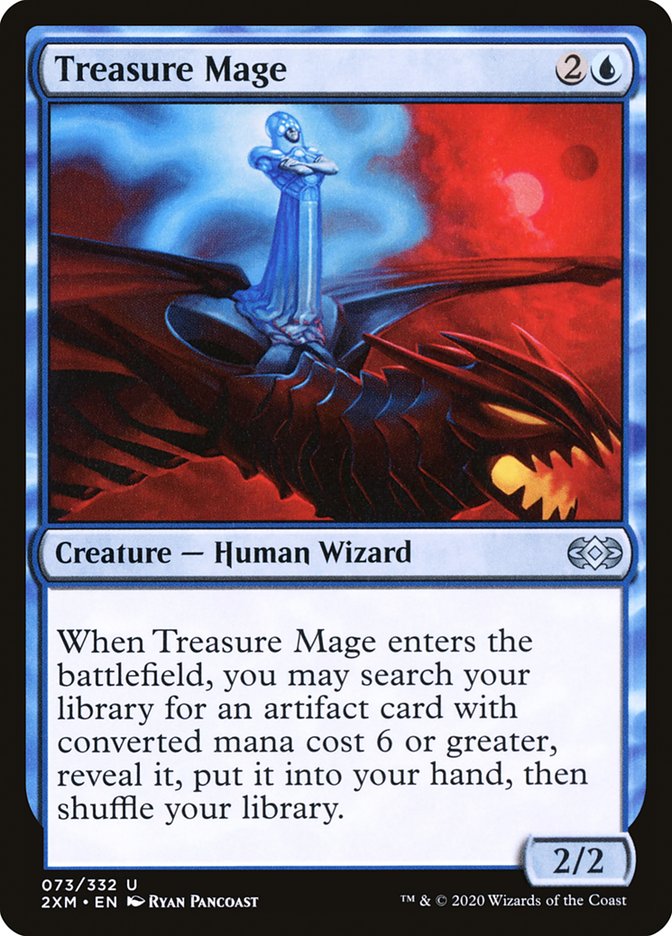 Treasure Mage 2
Creature — Human Wizard
When Treasure Mage enters the
battlefield, you may search your
library for an artifact card with
converted mana cost 6 or greater,
reveal it, put it into your hand, then
shuffle your library.
2/2
073/332 U
2XM • EN Ryan Pancoast
™ & © 2020 Wizards of the Coast